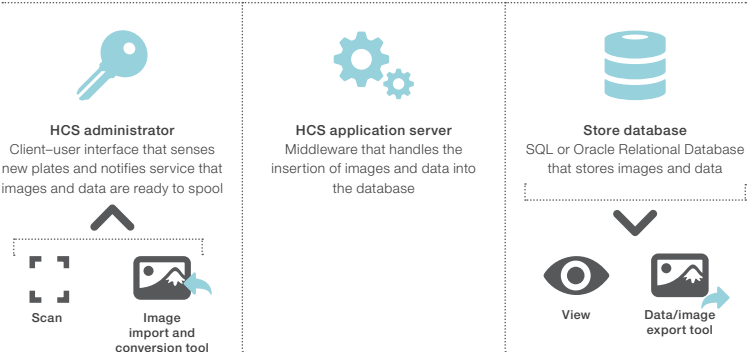 HCS administrator
Client–user interface that senses
new plates and notifies service that
images and data are ready to spool
Scan
Image
import and
conversion tool
HCS application server
Middleware that handles the
insertion of images and data into
the database
Store database
SQL or Oracle Relational Database
that stores images and data
View
Data/image
export tool